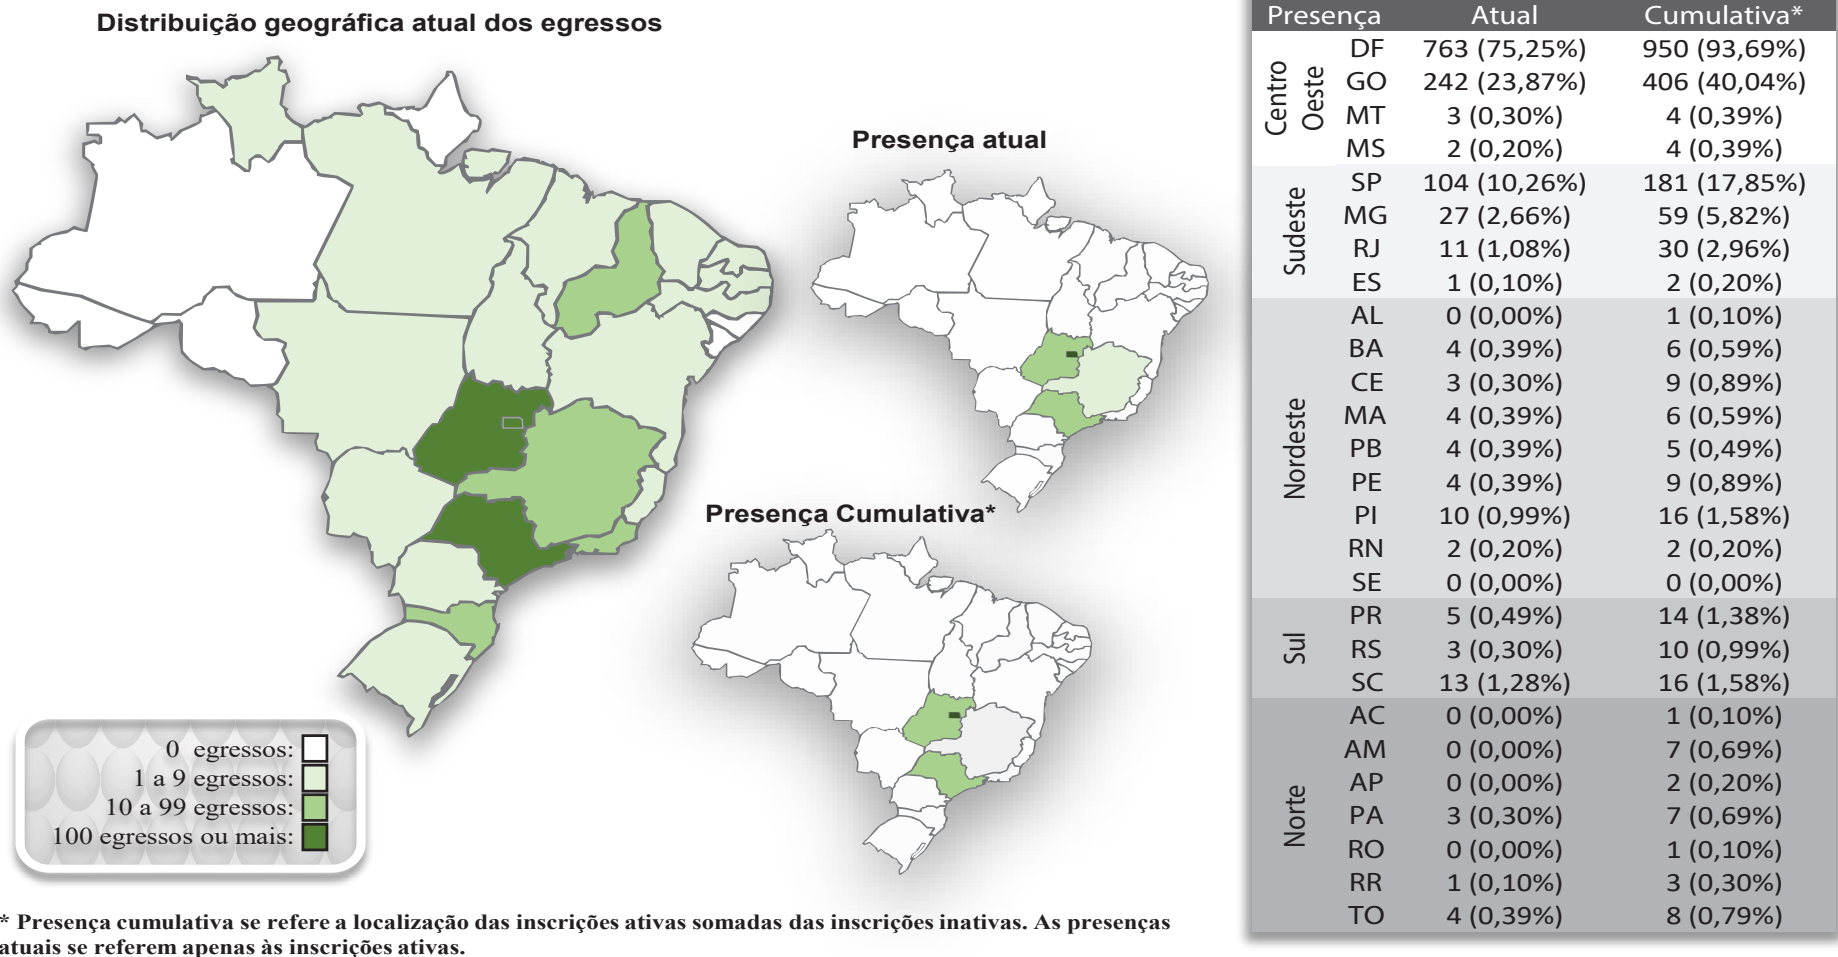 Distribuição geográfica atual dos egressos
Presença atual
Presença Cumulativa*
0 egressos:
1 a 9 egressos:
10 a 99 egressos:
100 egressos ou mais:
* Presença cumulativa se refere a localização das inscrições ativas somadas das inscrições inativas. As presenças
atuais se referem apenas às inscrições ativas.
Presença Atual Cumulativa*
Centro
Oeste
DF 763 (75,25%) 950 (93,69%)
GO 242 (23,87%) 406 (40,04%)
MT 3 (0,30%) 4 (0,39%)
MS 2 (0,20%) 4 (0,39%)
Sudeste
SP 104 (10,26%) 181 (17,85%)
MG 27 (2,66%) 59 (5,82%)
RJ 11 (1,08%) 30 (2,96%)
ES 1 (0,10%) 2 (0,20%)
Nordeste
AL 0 (0,00%) 1 (0,10%)
BA 4 (0,39%) 6 (0,59%)
CE 3 (0,30%) 9 (0,89%)
MA 4 (0,39%) 6 (0,59%)
PB 4 (0,39%) 5 (0,49%)
PE 4 (0,39%) 9 (0,89%)
PI 10 (0,99%) 16 (1,58%)
RN 2 (0,20%) 2 (0,20%)
SE 0 (0,00%) 0 (0,00%)
Sul
PR 5 (0,49%) 14 (1,38%)
RS 3 (0,30%) 10 (0,99%)
SC 13 (1,28%) 16 (1,58%)
Norte
AC 0 (0,00%) 1 (0,10%)
AM 0 (0,00%) 7 (0,69%)
AP 0 (0,00%) 2 (0,20%)
PA 3 (0,30%) 7 (0,69%)
RO 0 (0,00%) 1 (0,10%)
RR 1 (0,10%) 3 (0,30%)
TO 4 (0,39%) 8 (0,79%)